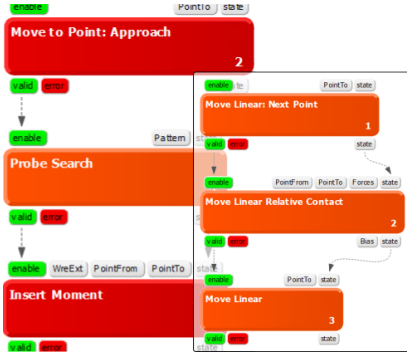 enable PointTo state
Move to Point: Approach
2
valid error
enable Pattern
Probe Search
valid error
enable WreExt PointFrom PointTo state
Insert Moment
valid error state
enable PointTo state
Move Linear: Next Point
1
valid error state
enable PointFrom PointTo Forces state
Move Linear Relative Contact
2
valid error Bias state
enable PointTo state
Move Linear
3
valid error state